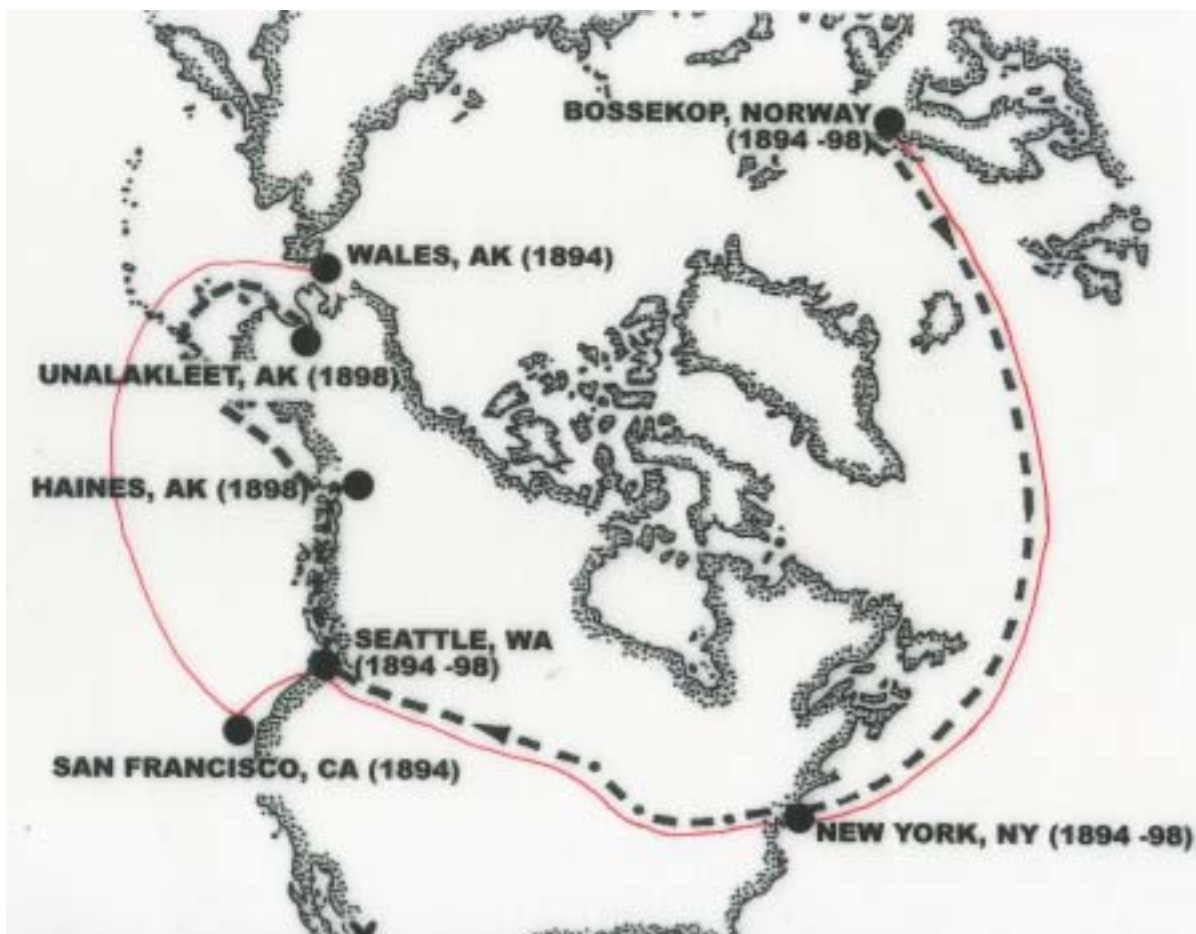 BOSSEKOP, NORWAY
(1894 -98)
WALES, AK (1894)
UNALAKLEET, AK (1898)
HAINES, AK (1898)
SEATTLE, WA
(1894 -98)
SAN FRANCISCO, CA (1894)
NEW YORK, NY (1894 -98)